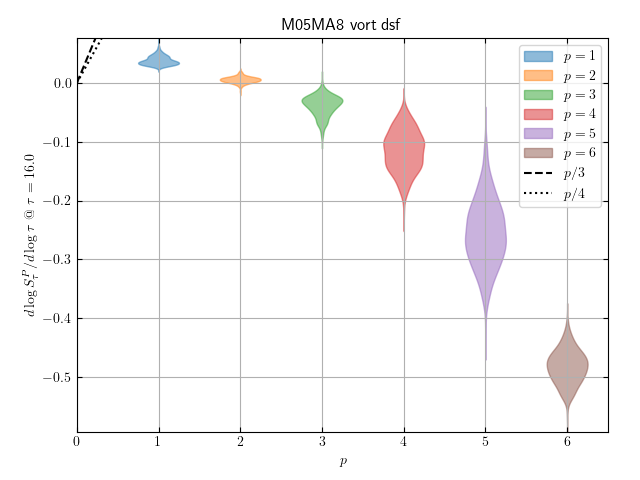 M05MA8 vort dsf
d log S_τ^P / d log τ @ τ = 16.0
0.0
−0.1
−0.2
−0.3
−0.4
−0.5
0 1 2 3 4 5 6
p
p = 1
p = 2
p = 3
p = 4
p = 5
p = 6
p/3
p/4